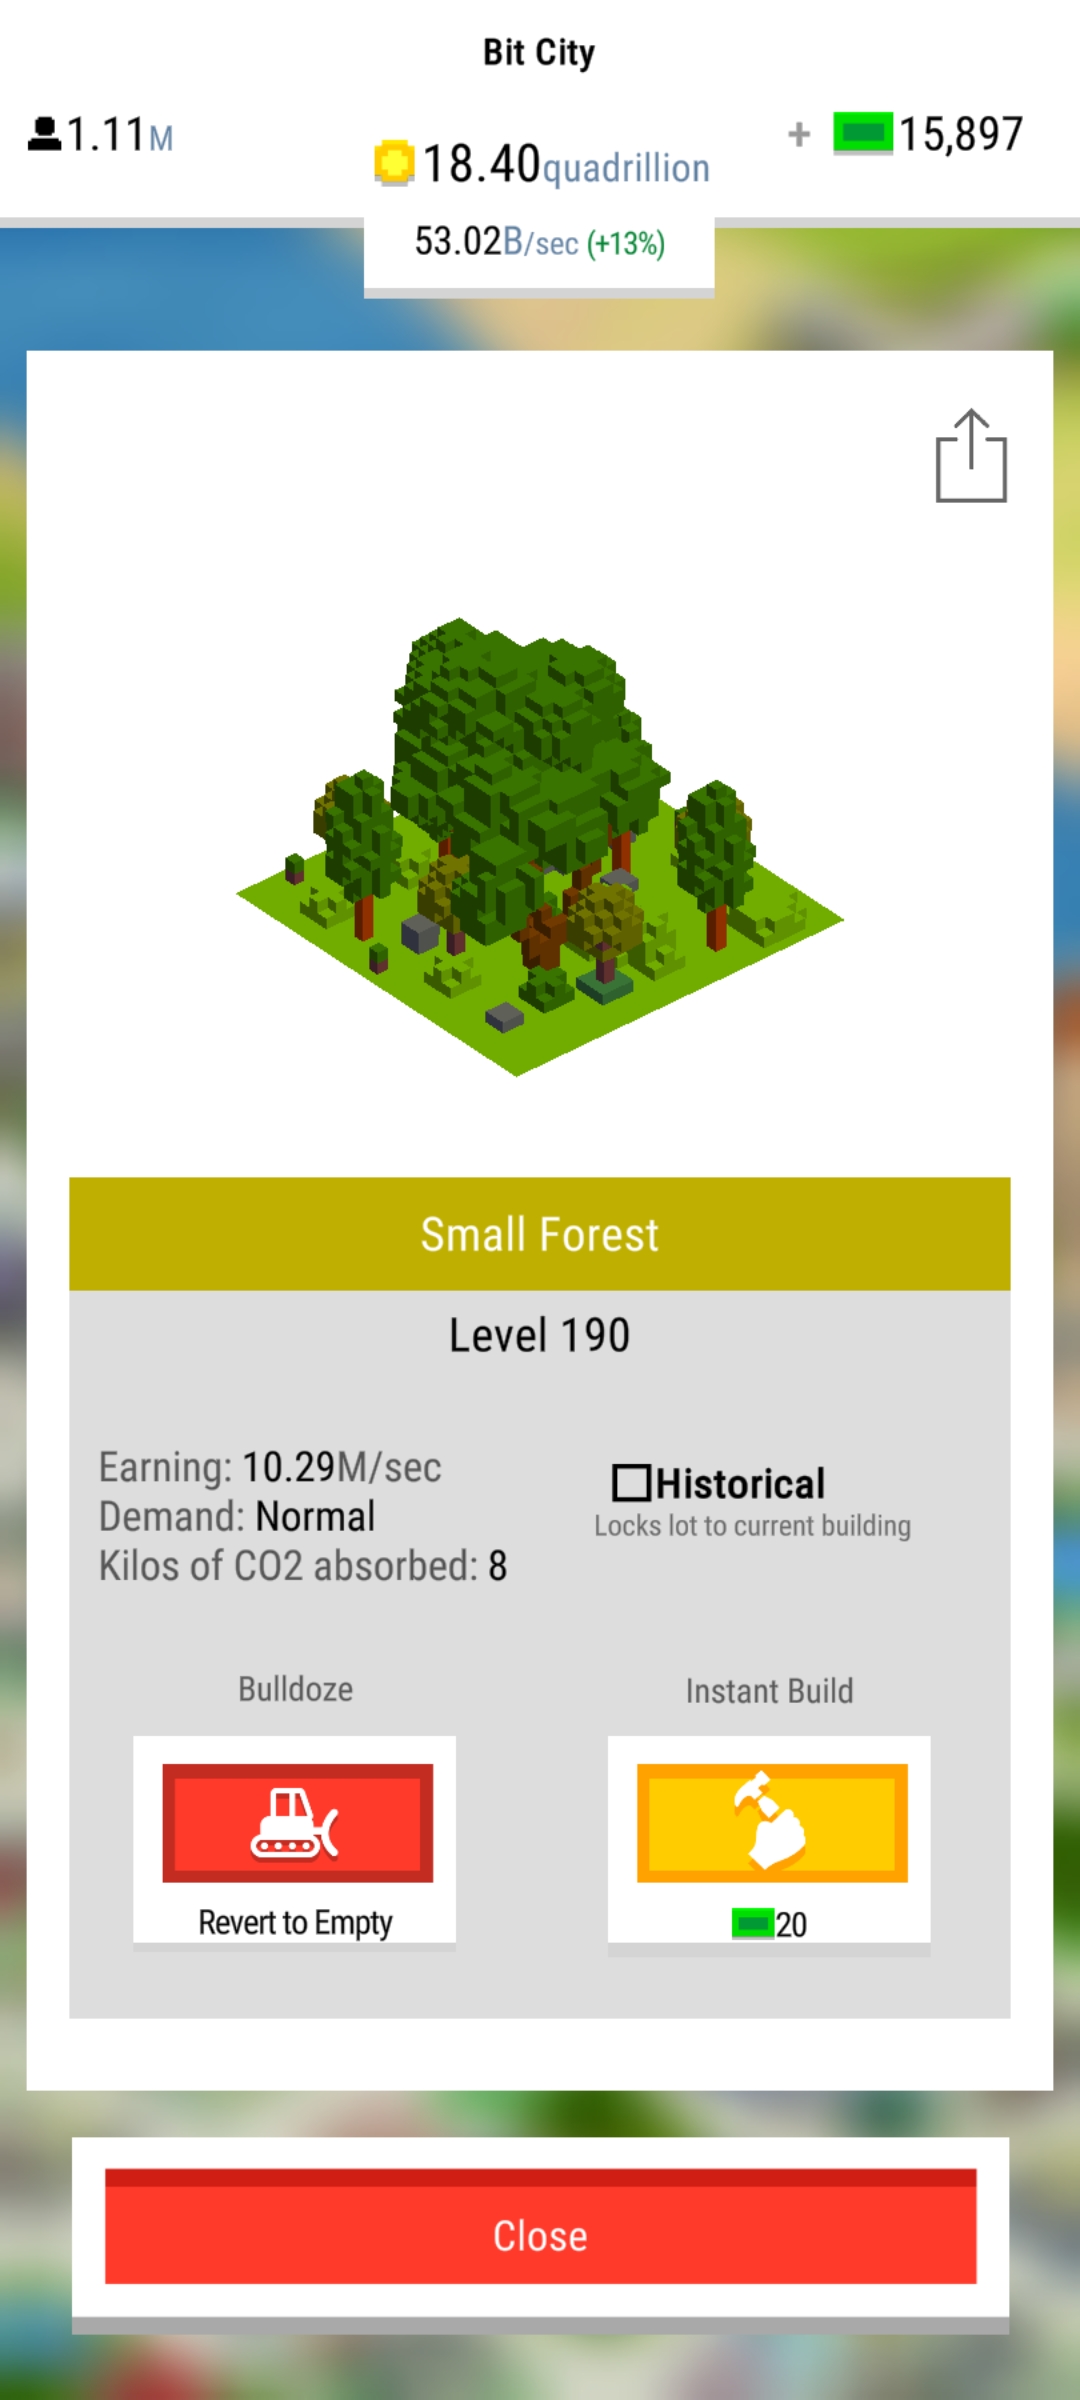 Bit City
1.11M
18.40quadrillion
+ 15,897
53.02B/sec (+13%)
Small Forest
Level 190
Earning: 10.29M/sec
Demand: Normal
Kilos of CO2 absorbed: 8
Historical
Locks lot to current building
Bulldoze
Revert to Empty
Instant Build
20
Close